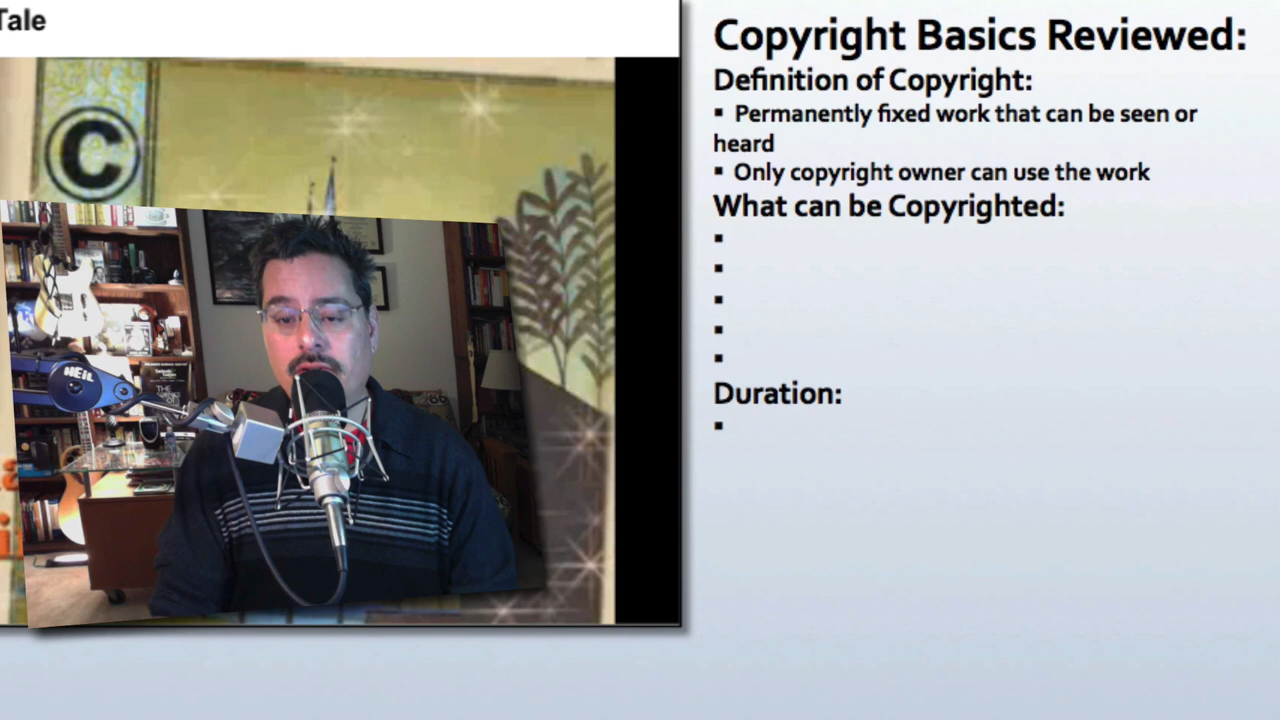 Tale
Copyright Basics Reviewed:
Definition of Copyright:
▪ Permanently fixed work that can be seen or
heard
▪ Only copyright owner can use the work
What can be Copyrighted:
▪
▪
▪
▪
▪
Duration:
▪
©
HEiL